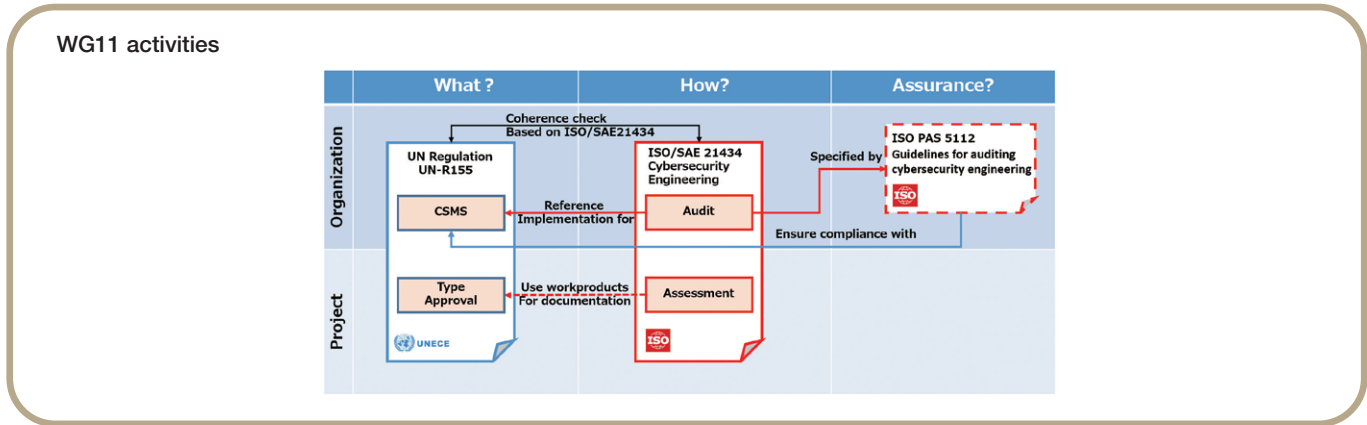 WG11 activities
What ?
How?
Assurance?
Organization
Coherence check
Based on ISO/SAE21434
UN Regulation
UN-R155
ISO/SAE 21434
Cybersecurity
Engineering
Specified by
ISO PAS 5112
Guidelines for auditing
cybersecurity engineering
ISO
CSMS
Reference
Implementation for
Audit
Ensure compliance with
Project
Type
Approval
Use workproducts
For documentation
Assessment
UNECE
ISO